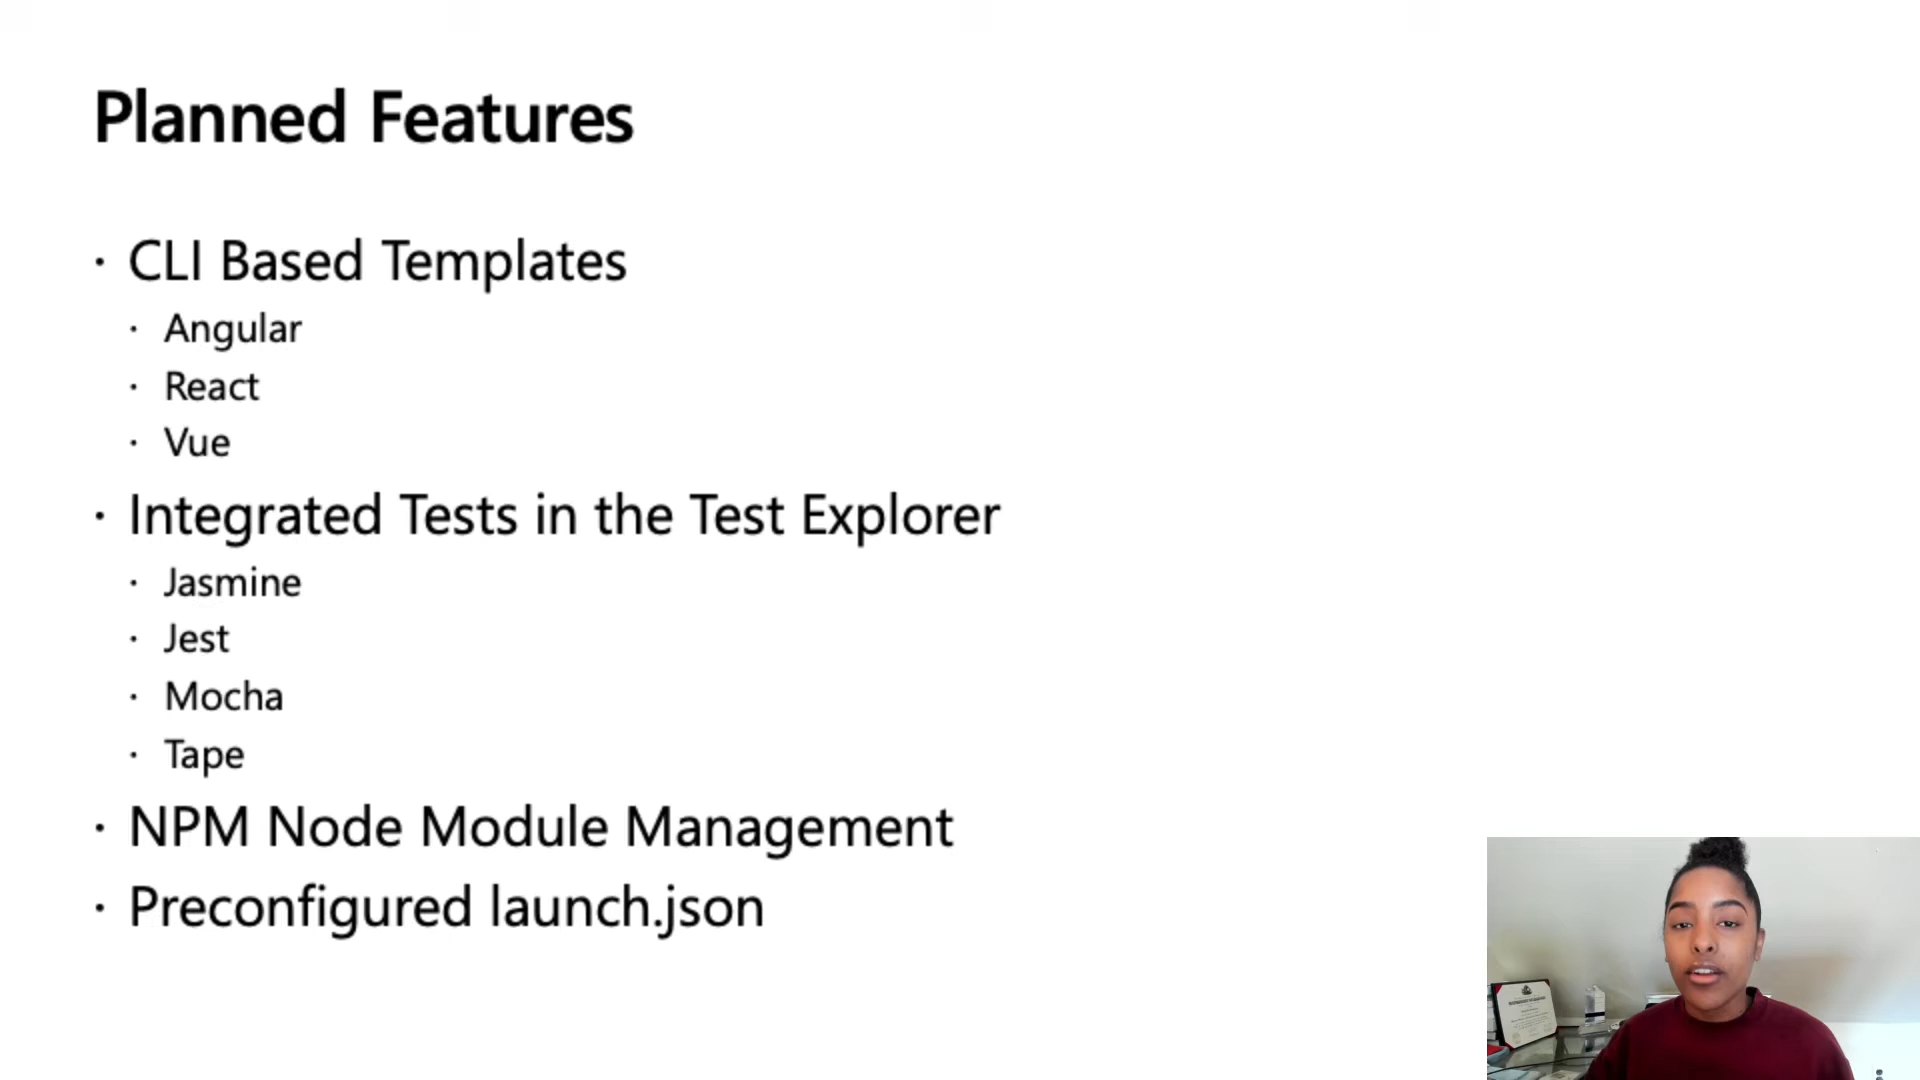 Planned Features
· CLI Based Templates
· Angular
· React
· Vue
· Integrated Tests in the Test Explorer
· Jasmine
· Jest
· Mocha
· Tape
· NPM Node Module Management
· Preconfigured launch.json